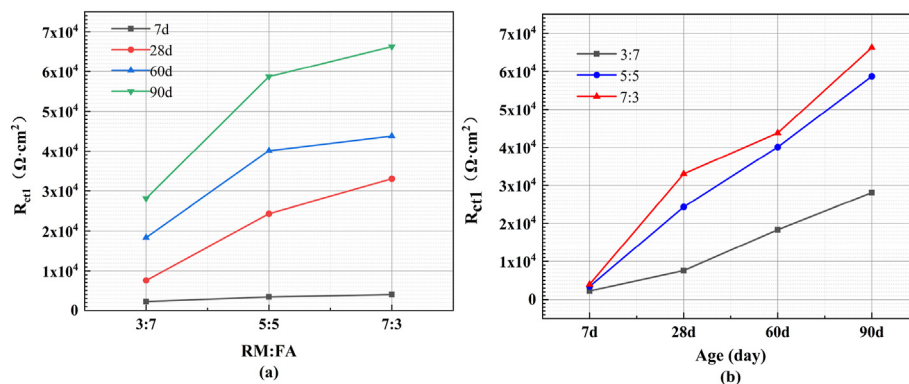 7x10⁴
6x10⁴
5x10⁴
4x10⁴
3x10⁴
2x10⁴
1x10⁴
0
R_ct1 (Ω·cm²)
7d
28d
60d
90d
3:7 5:5 7:3
RM:FA
(a)
7x10⁴
6x10⁴
5x10⁴
4x10⁴
3x10⁴
2x10⁴
1x10⁴
0
Rct1 (Ω·cm²)
3:7
5:5
7:3
7d 28d 60d 90d
Age (day)
(b)